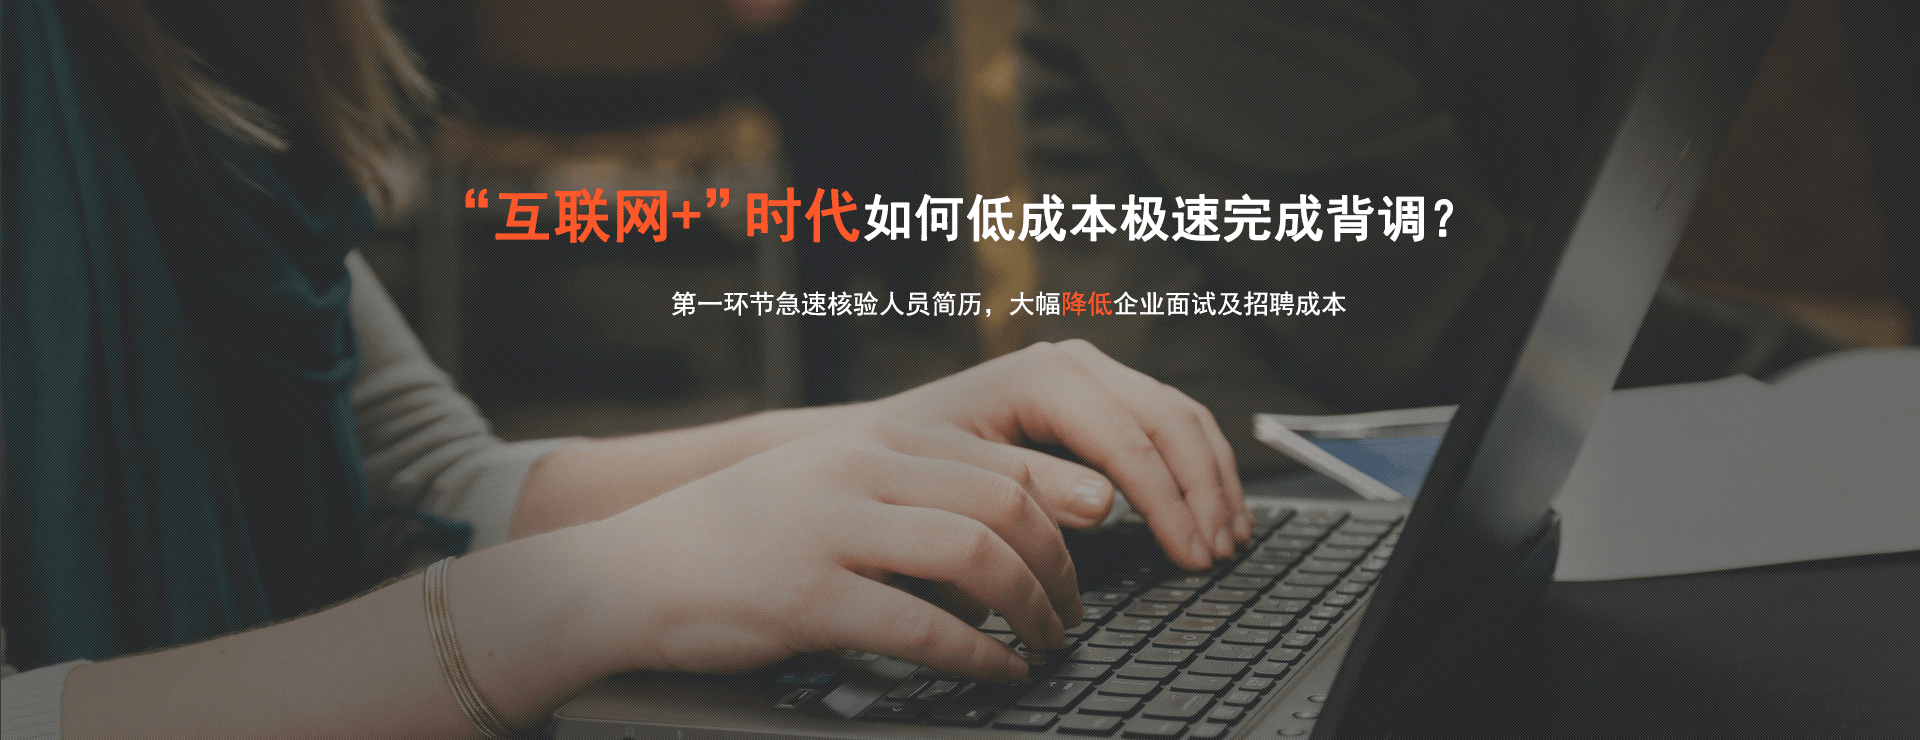 “互联网+”时代如何低成本极速完成背调？
第一环节急速核验人员简历，大幅降低企业面试及招聘成本